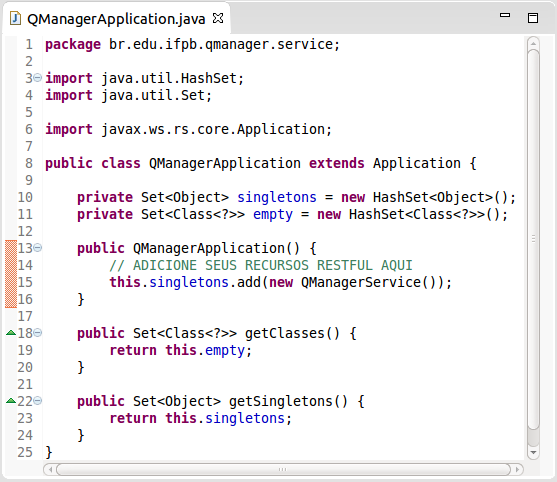 QManagerApplication.java
1 package br.edu.ifpb.qmanager.service;
2
3 import java.util.HashSet;
4 import java.util.Set;
5
6 import javax.ws.rs.core.Application;
7
8 public class QManagerApplication extends Application {
9
10     private Set<Object> singletons = new HashSet<Object>();
11     private Set<Class<?>> empty = new HashSet<Class<?>>();
12
13     public QManagerApplication() {
14         // ADICIONE SEUS RECURSOS RESTFUL AQUI
15         this.singletons.add(new QManagerService());
16     }
17
18     public Set<Class<?>> getClasses() {
19         return this.empty;
20     }
21
22     public Set<Object> getSingletons() {
23         return this.singletons;
24     }
25 }